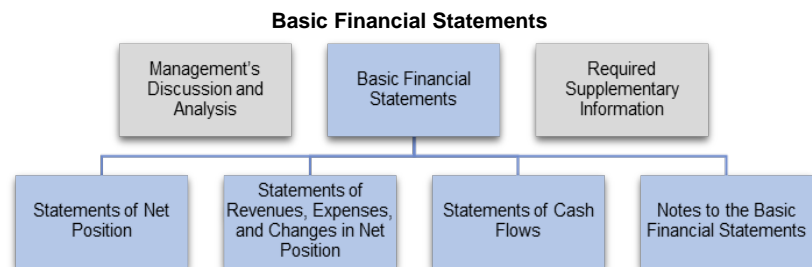 Basic Financial Statements
Management's
Discussion and
Analysis
Basic Financial
Statements
Required
Supplementary
Information
Statements of Net
Position
Statements of
Revenues, Expenses,
and Changes in Net
Position
Statements of Cash
Flows
Notes to the Basic
Financial Statements